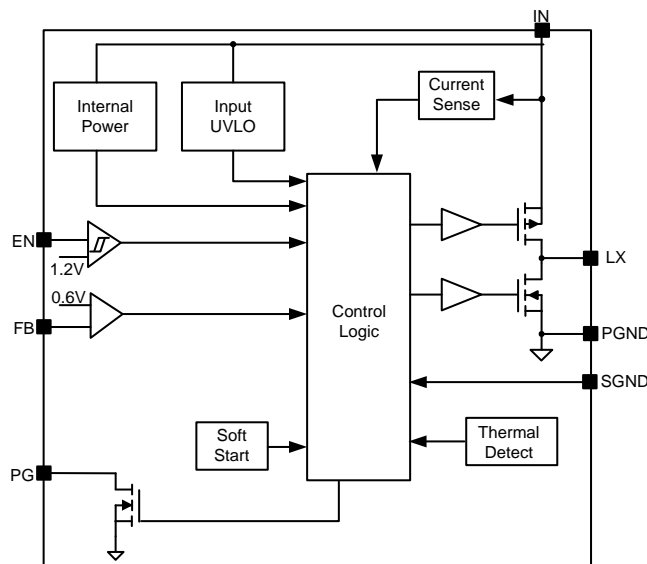 IN
Internal
Power
Input
UVLO
Current
Sense
EN
1.2V
0.6V
FB
Control
Logic
LX
PGND
SGND
Soft
Start
Thermal
Detect
PG